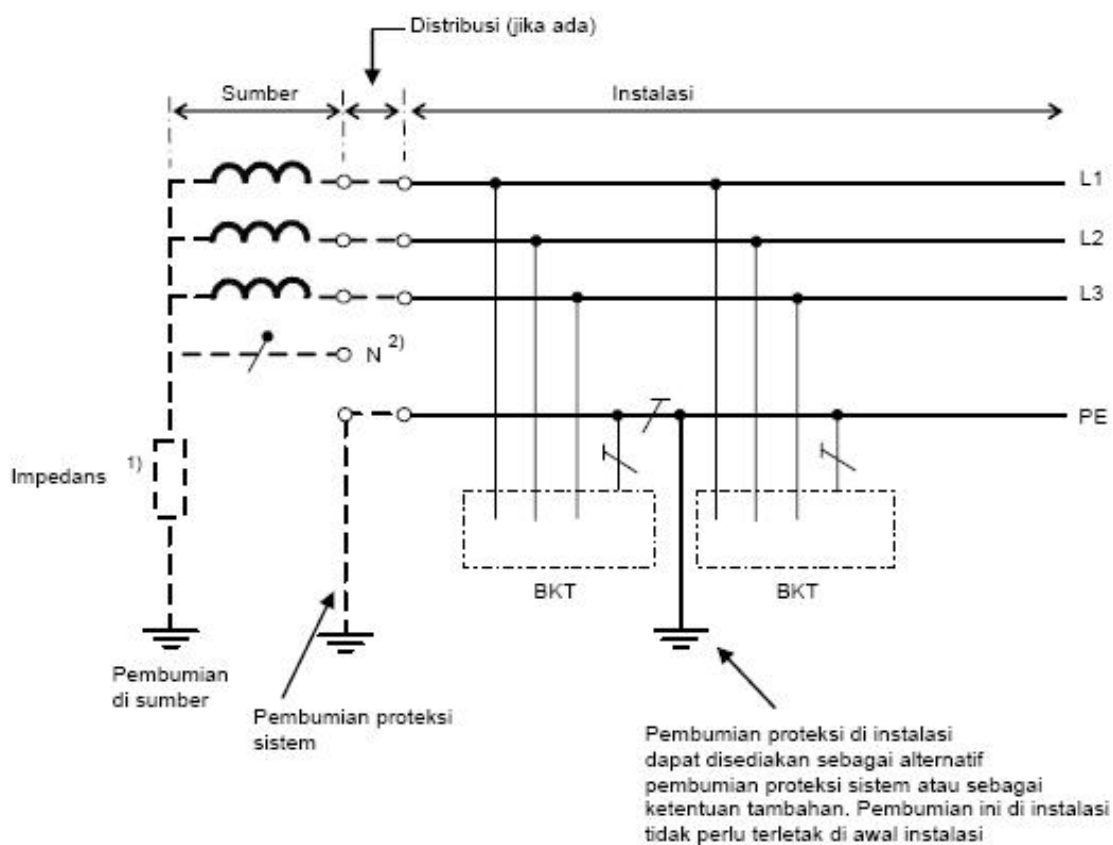 Distribusi (jika ada)
Sumber
Instalasi
L1
L2
L3
N 2)
PE
Impedans 1)
BKT
BKT
Pembumian
di sumber
Pembumian proteksi
sistem
Pembumian proteksi di instalasi
dapat disediakan sebagai alternatif
pembumian proteksi sistem atau sebagai
ketentuan tambahan. Pembumian ini di instalasi
tidak perlu terletak di awal instalasi